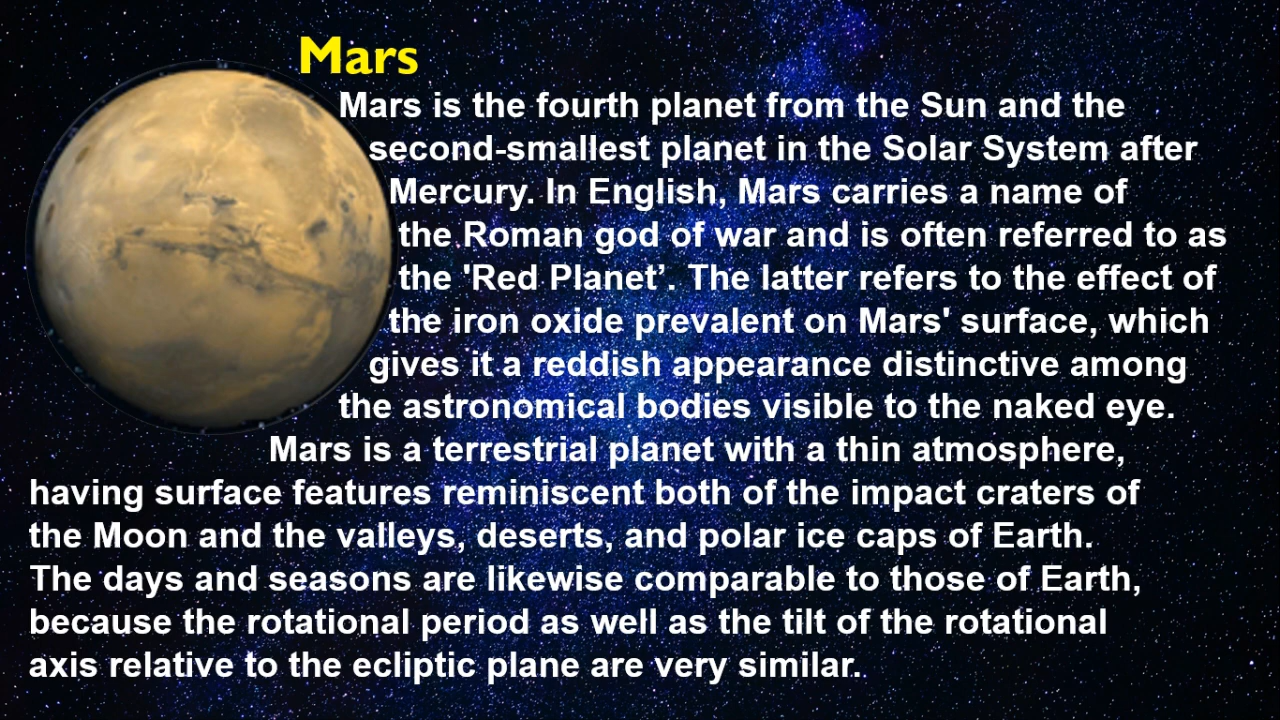 Mars
Mars is the fourth planet from the Sun and the
second-smallest planet in the Solar System after
Mercury. In English, Mars carries a name of
the Roman god of war and is often referred to as
the 'Red Planet’. The latter refers to the effect of
the iron oxide prevalent on Mars' surface, which
gives it a reddish appearance distinctive among
the astronomical bodies visible to the naked eye.
Mars is a terrestrial planet with a thin atmosphere,
having surface features reminiscent both of the impact craters of
the Moon and the valleys, deserts, and polar ice caps of Earth.
The days and seasons are likewise comparable to those of Earth,
because the rotational period as well as the tilt of the rotational
axis relative to the ecliptic plane are very similar.